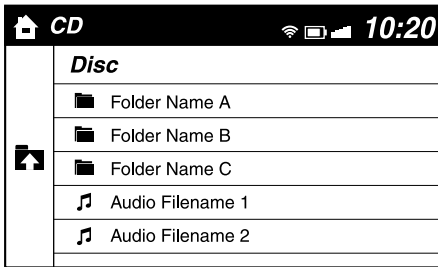 CD 10:20
Disc
Folder Name A
Folder Name B
Folder Name C
Audio Filename 1
Audio Filename 2